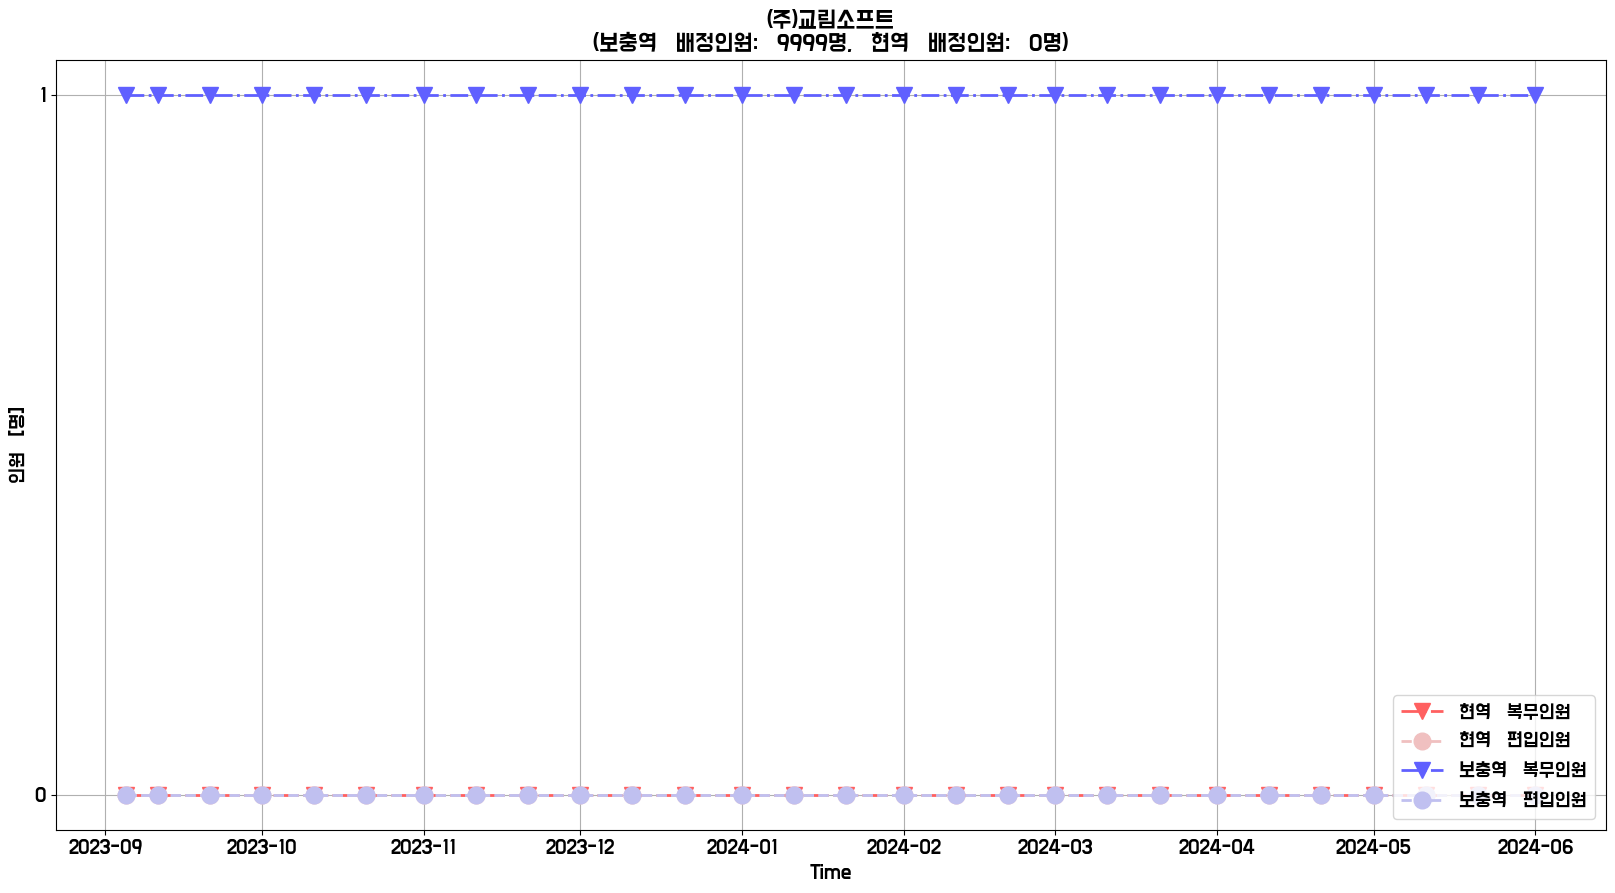 (주)교림소프트
(보충역 배정인원: 9999명, 현역 배정인원: 0명)
1
인원 [명]
0
현역 복무인원
현역 편입인원
보충역 복무인원
보충역 편입인원
2023-09 2023-10 2023-11 2023-12 2024-01 2024-02 2024-03 2024-04 2024-05 2024-06
Time